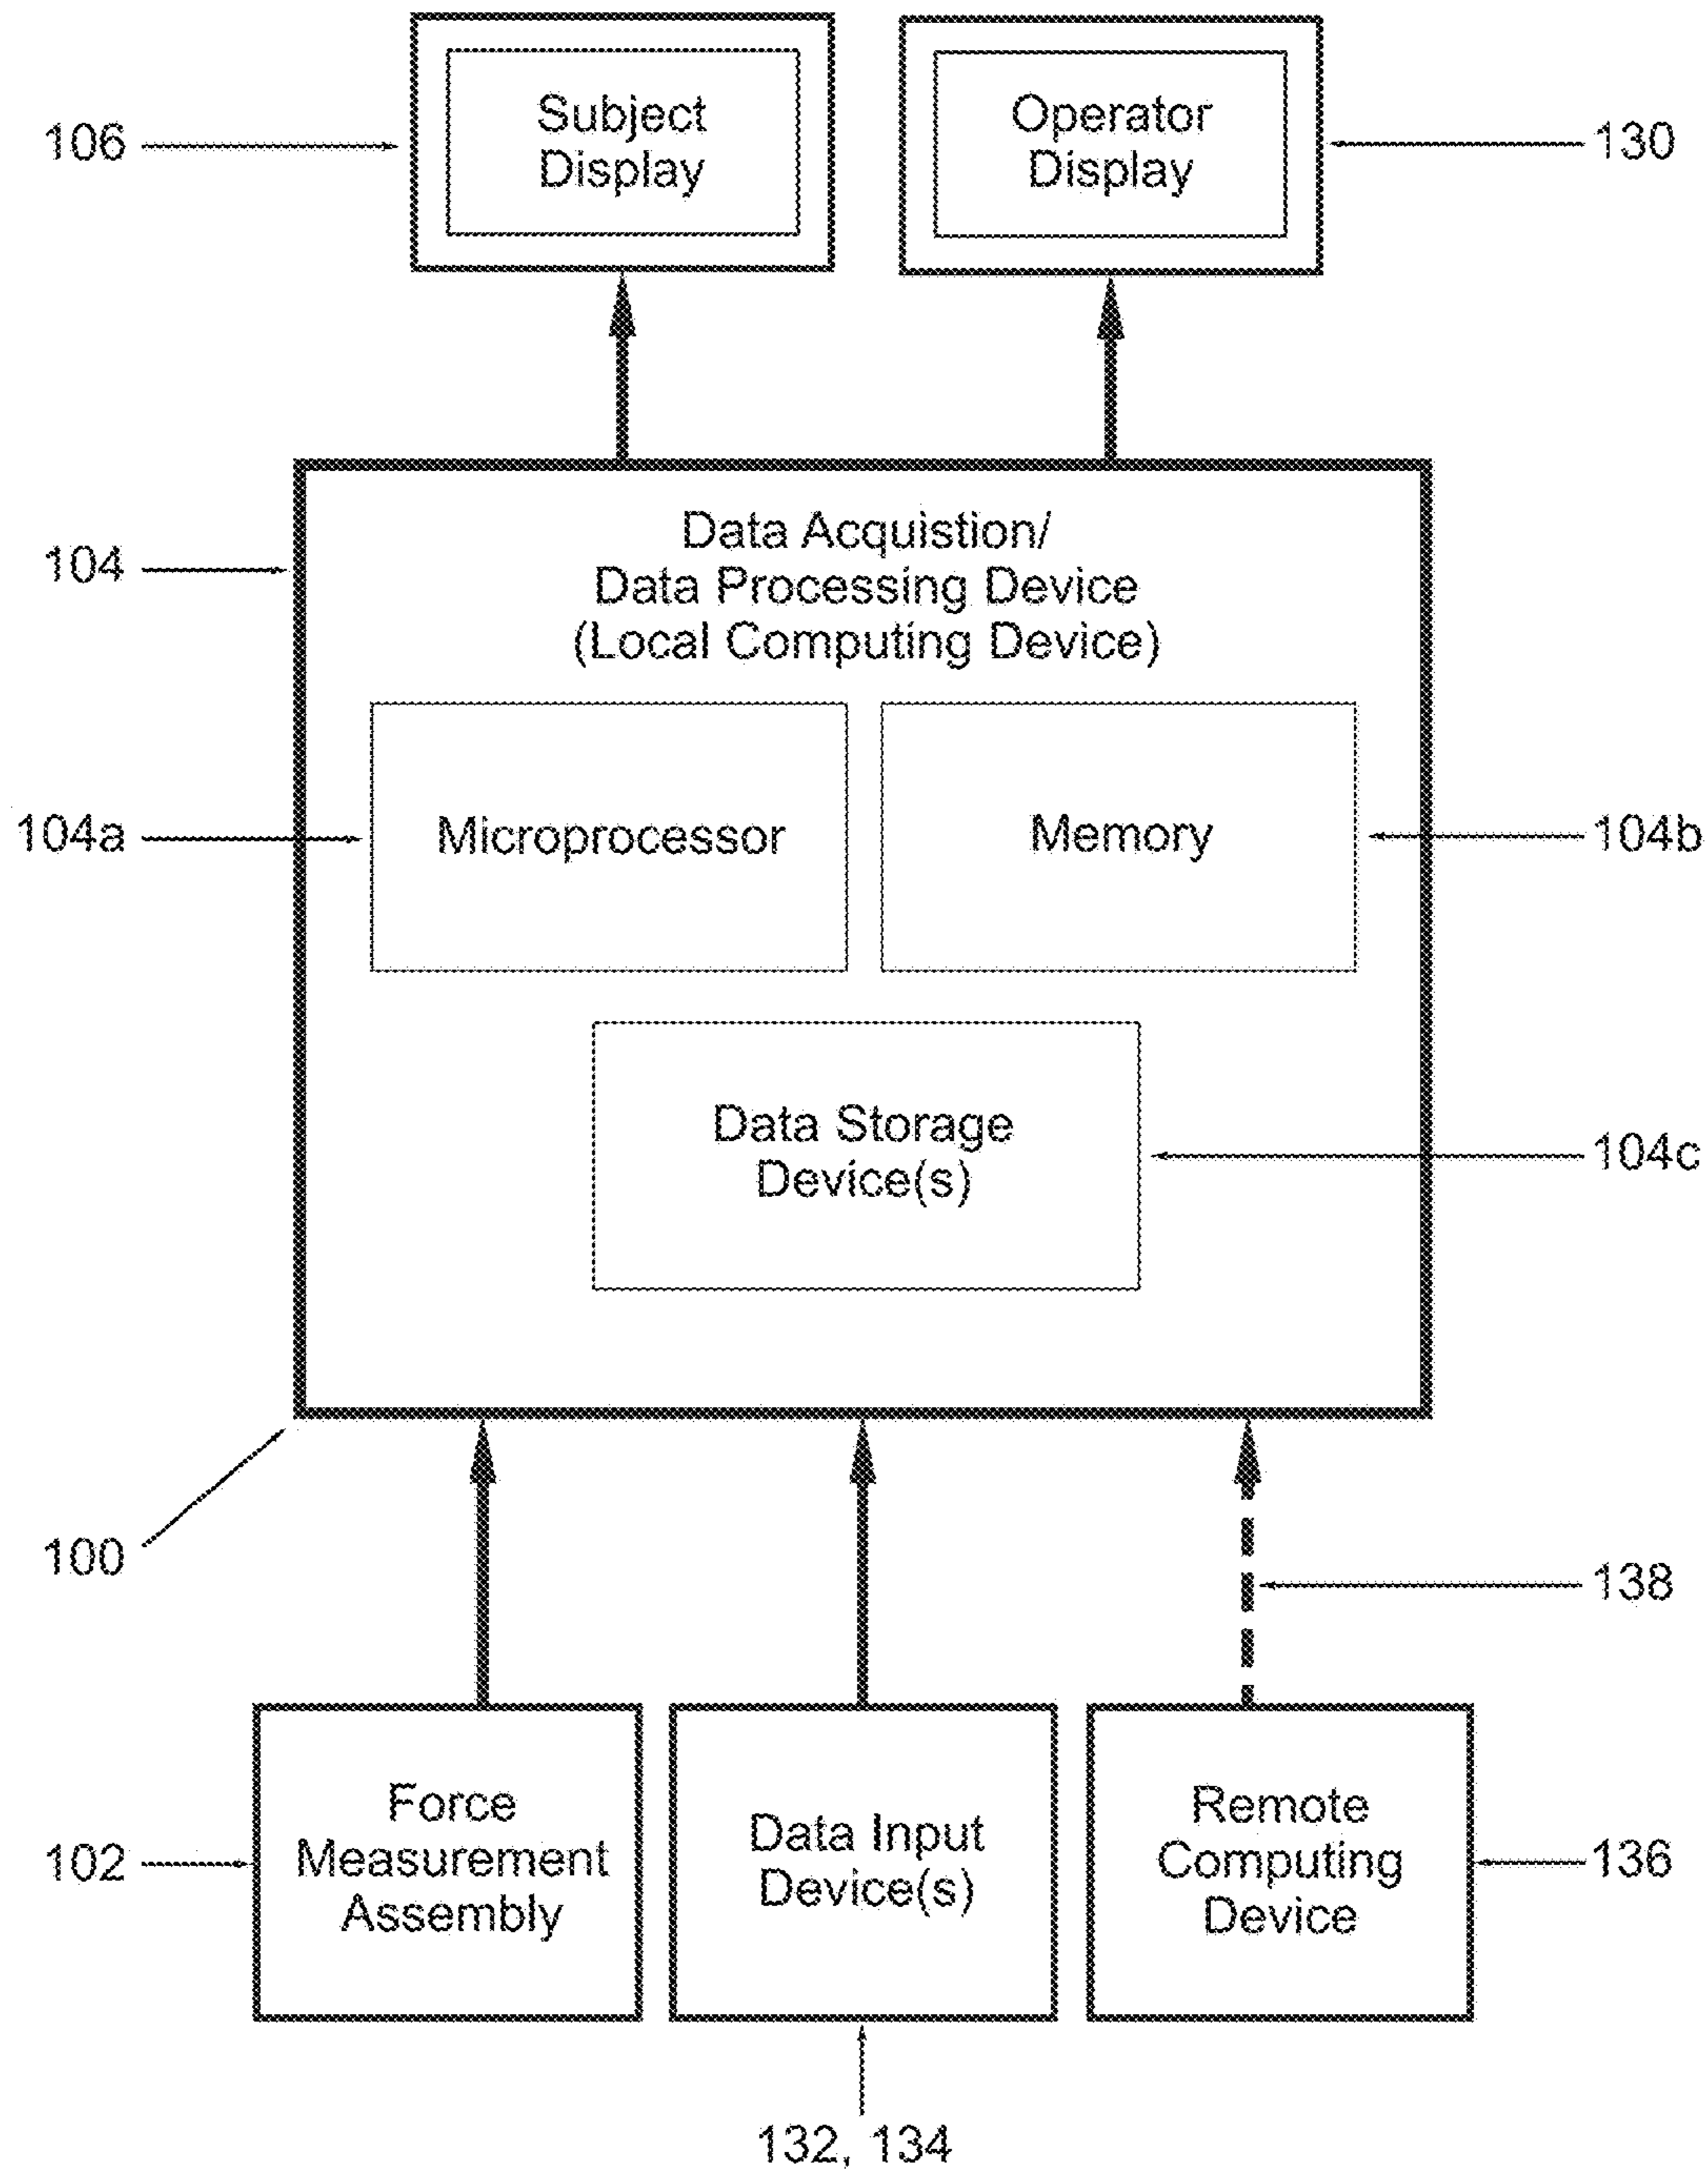 Subject
Display
Operator
Display
106
130
Data Acquistion/
Data Processing Device
(Local Computing Device)
104
Microprocessor
Memory
104a
104b
Data Storage
Device(s)
104c
100
138
Force
Measurement
Assembly
Data Input
Device(s)
Remote
Computing
Device
102
136
132, 134